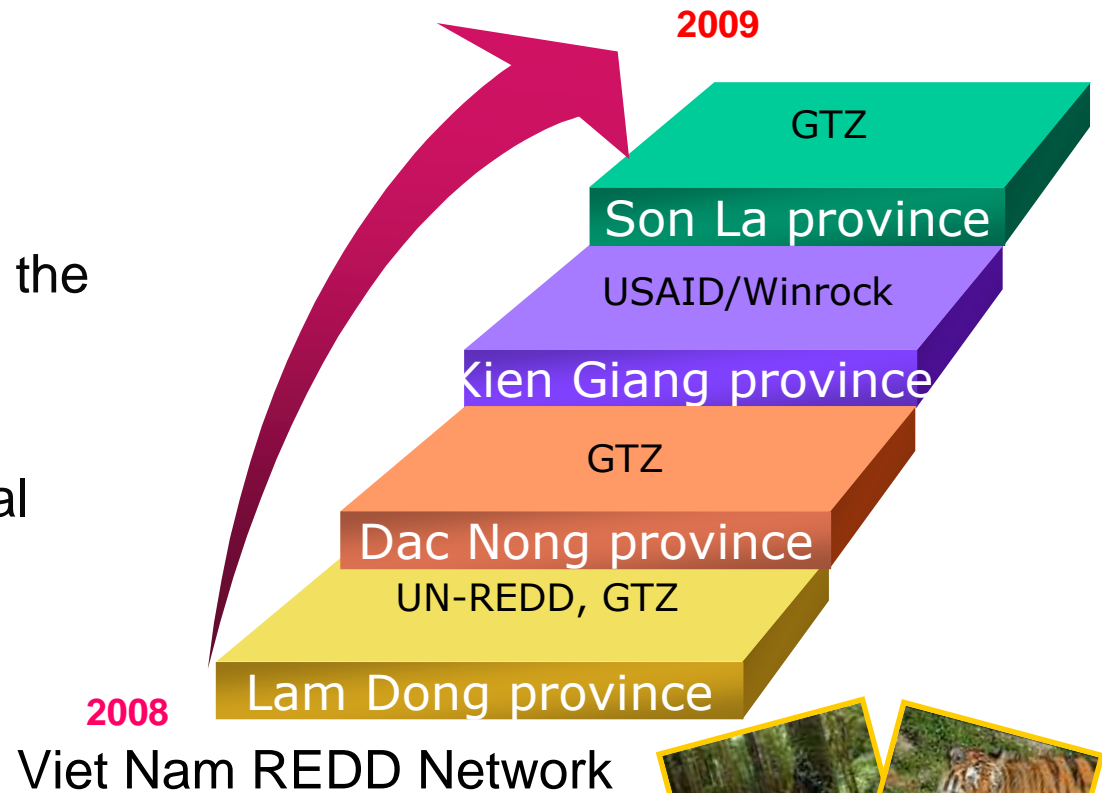 2009
GTZ
Son La province
the
USAID/Winrock
Kien Giang province
GTZ
al
Dac Nong province
UN-REDD, GTZ
Lam Dong province
2008
Viet Nam REDD Network